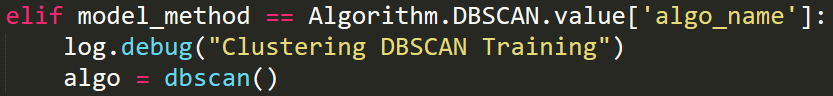 elif model_method == Algorithm.DBSCAN.value['algo_name']:
    log.debug("Clustering DBSCAN Training")
    algo = dbscan()